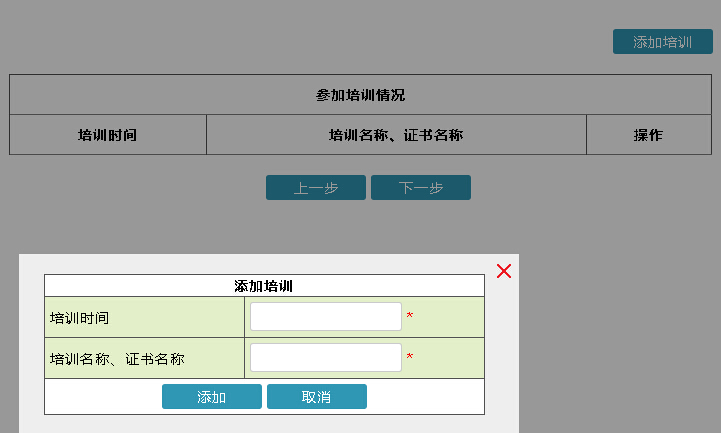 添加培训
参加培训情况
培训时间 培训名称、证书名称 操作
上一步 下一步
添加培训
培训时间 *
培训名称、证书名称 *
添加 取消